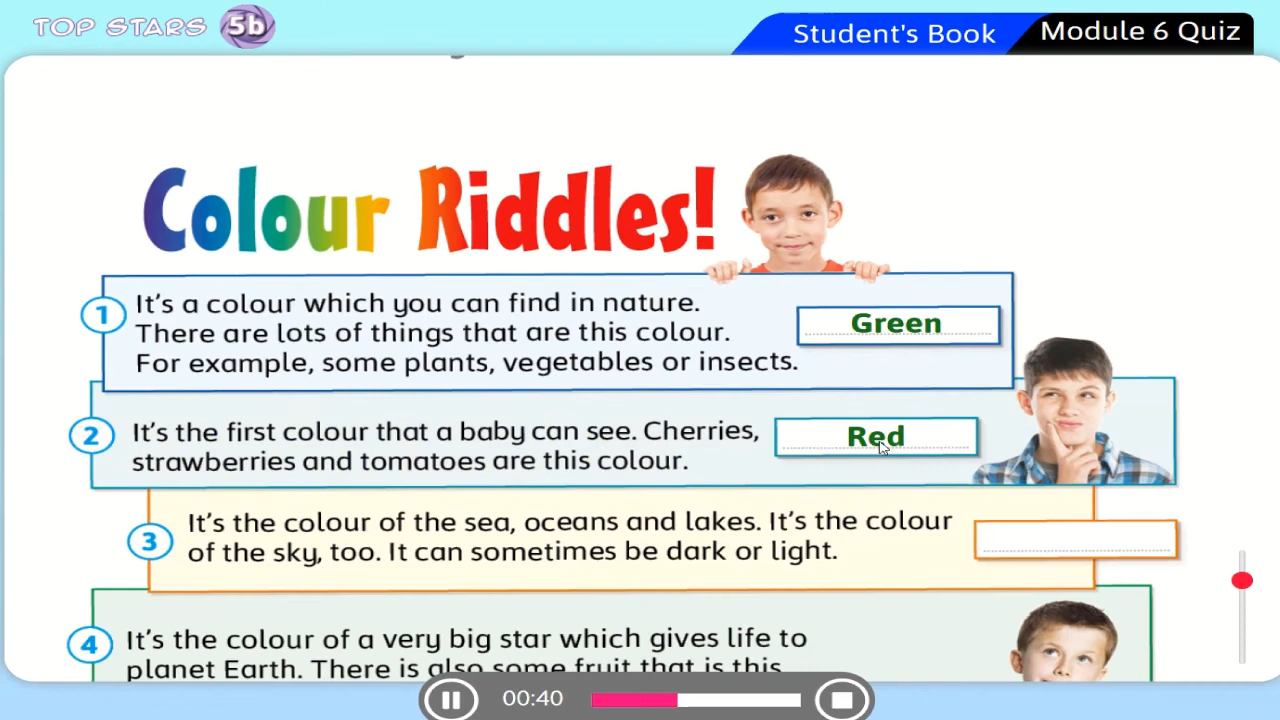 TOP STARS 5b
Student's Book
Module 6 Quiz
Colour Riddles!
1
It's a colour which you can find in nature.
There are lots of things that are this colour.
For example, some plants, vegetables or insects.
Green
2
It's the first colour that a baby can see. Cherries,
strawberries and tomatoes are this colour.
Red
3
It's the colour of the sea, oceans and lakes. It's the colour
of the sky, too. It can sometimes be dark or light.
4
It's the colour of a very big star which gives life to
planet Earth. There is also some fruit that is this
00:40